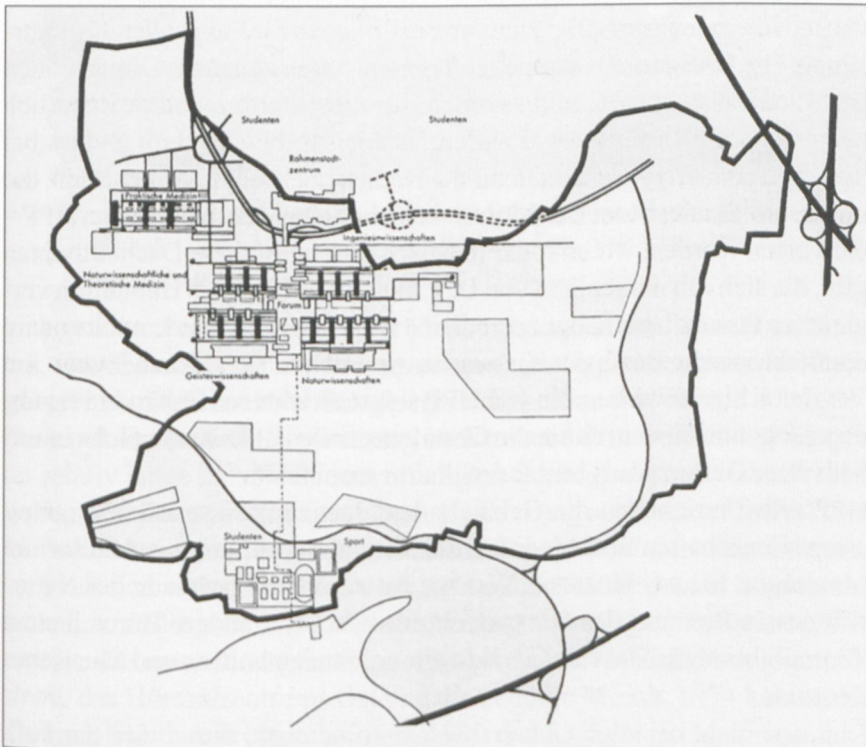 Studenten
Studenten
Rahmenstadt-
zentrum
Praktische Medizin
Ingenieurwissenschaften
Naturwissenschaftliche und
Theoretische Medizin
Forum
Geisteswissenschaften
Naturwissenschaften
Studenten
Sport